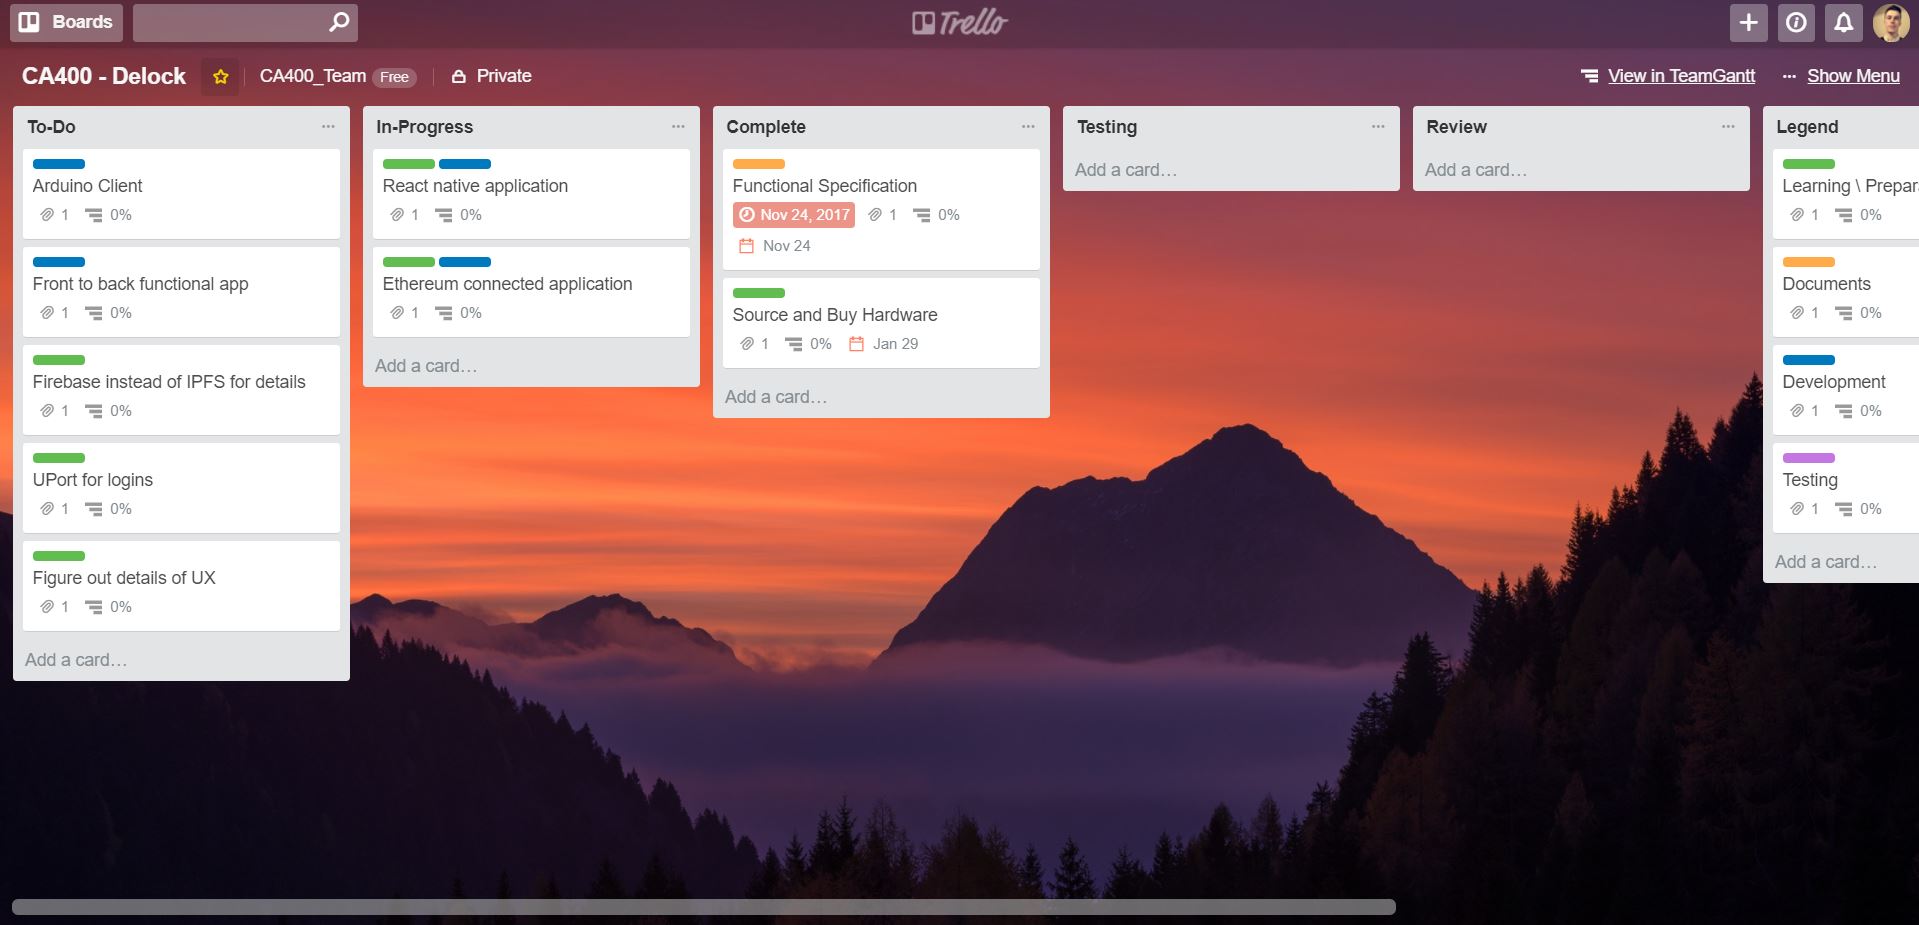 Boards
Trello
CA400 - Delock
CA400_Team Free
Private
View in TeamGantt
... Show Menu
To-Do
Arduino Client
1 0%
Front to back functional app
1 0%
Firebase instead of IPFS for details
1 0%
UPort for logins
1 0%
Figure out details of UX
1 0%
Add a card…
In-Progress
React native application
1 0%
Ethereum connected application
1 0%
Add a card…
Complete
Functional Specification
Nov 24, 2017 1 0%
Nov 24
Source and Buy Hardware
1 0% Jan 29
Add a card…
Testing
Add a card…
Review
Add a card…
Legend
Learning \ Prepar
1 0%
Documents
1 0%
Development
1 0%
Testing
1 0%
Add a card…